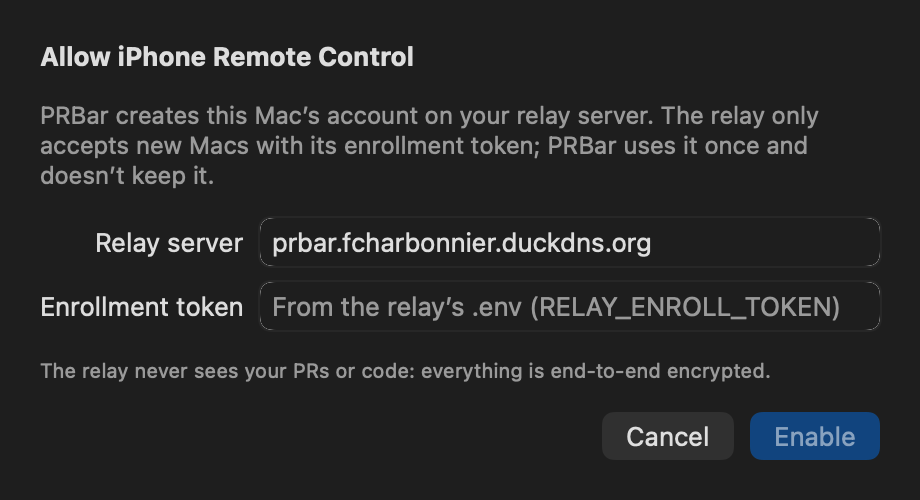 Allow iPhone Remote Control
PRBar creates this Mac’s account on your relay server. The relay only
accepts new Macs with its enrollment token; PRBar uses it once and
doesn’t keep it.
Relay server prbar.fcharbonnier.duckdns.org
Enrollment token From the relay’s .env (RELAY_ENROLL_TOKEN)
The relay never sees your PRs or code: everything is end-to-end encrypted.
Cancel Enable